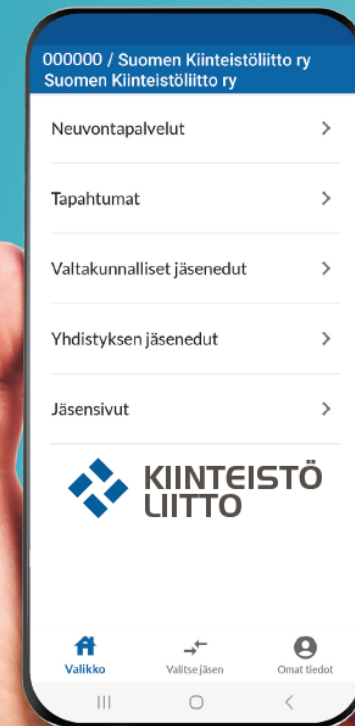 000000 / Suomen Kiinteistöliitto ry
Suomen Kiinteistöliitto ry
Neuvontapalvelut
Tapahtumat
Valtakunnalliset jäsenedut
Yhdistyksen jäsenedut
Jäsensivut
KIINTEISTÖ
LIITTO
Valikko
Valitse jäsen
Omat tiedot